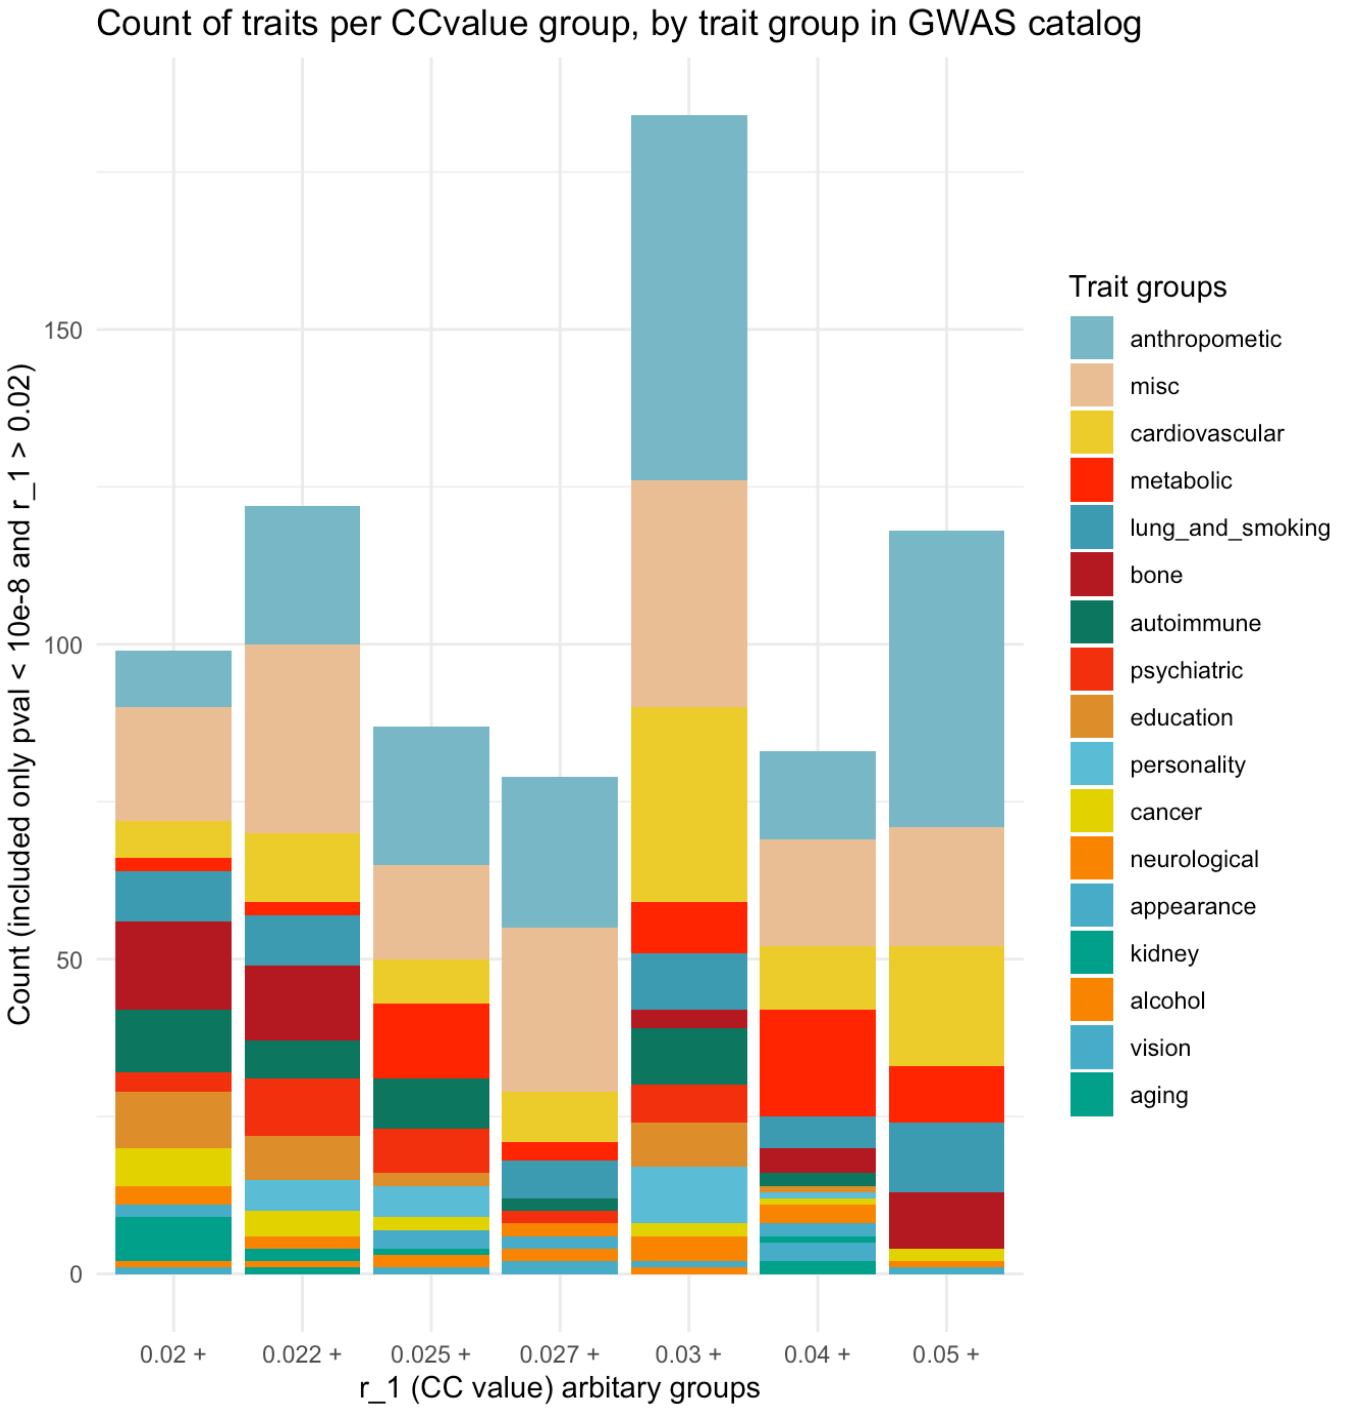 Count of traits per CCvalue group, by trait group in GWAS catalog
Count (included only pval < 10e-8 and r_1 > 0.02)
150
100
50
0
0.02 +
0.022 +
0.025 +
0.027 +
0.03 +
0.04 +
0.05 +
r_1 (CC value) arbitary groups
Trait groups
anthropometic
misc
cardiovascular
metabolic
lung_and_smoking
bone
autoimmune
psychiatric
education
personality
cancer
neurological
appearance
kidney
alcohol
vision
aging